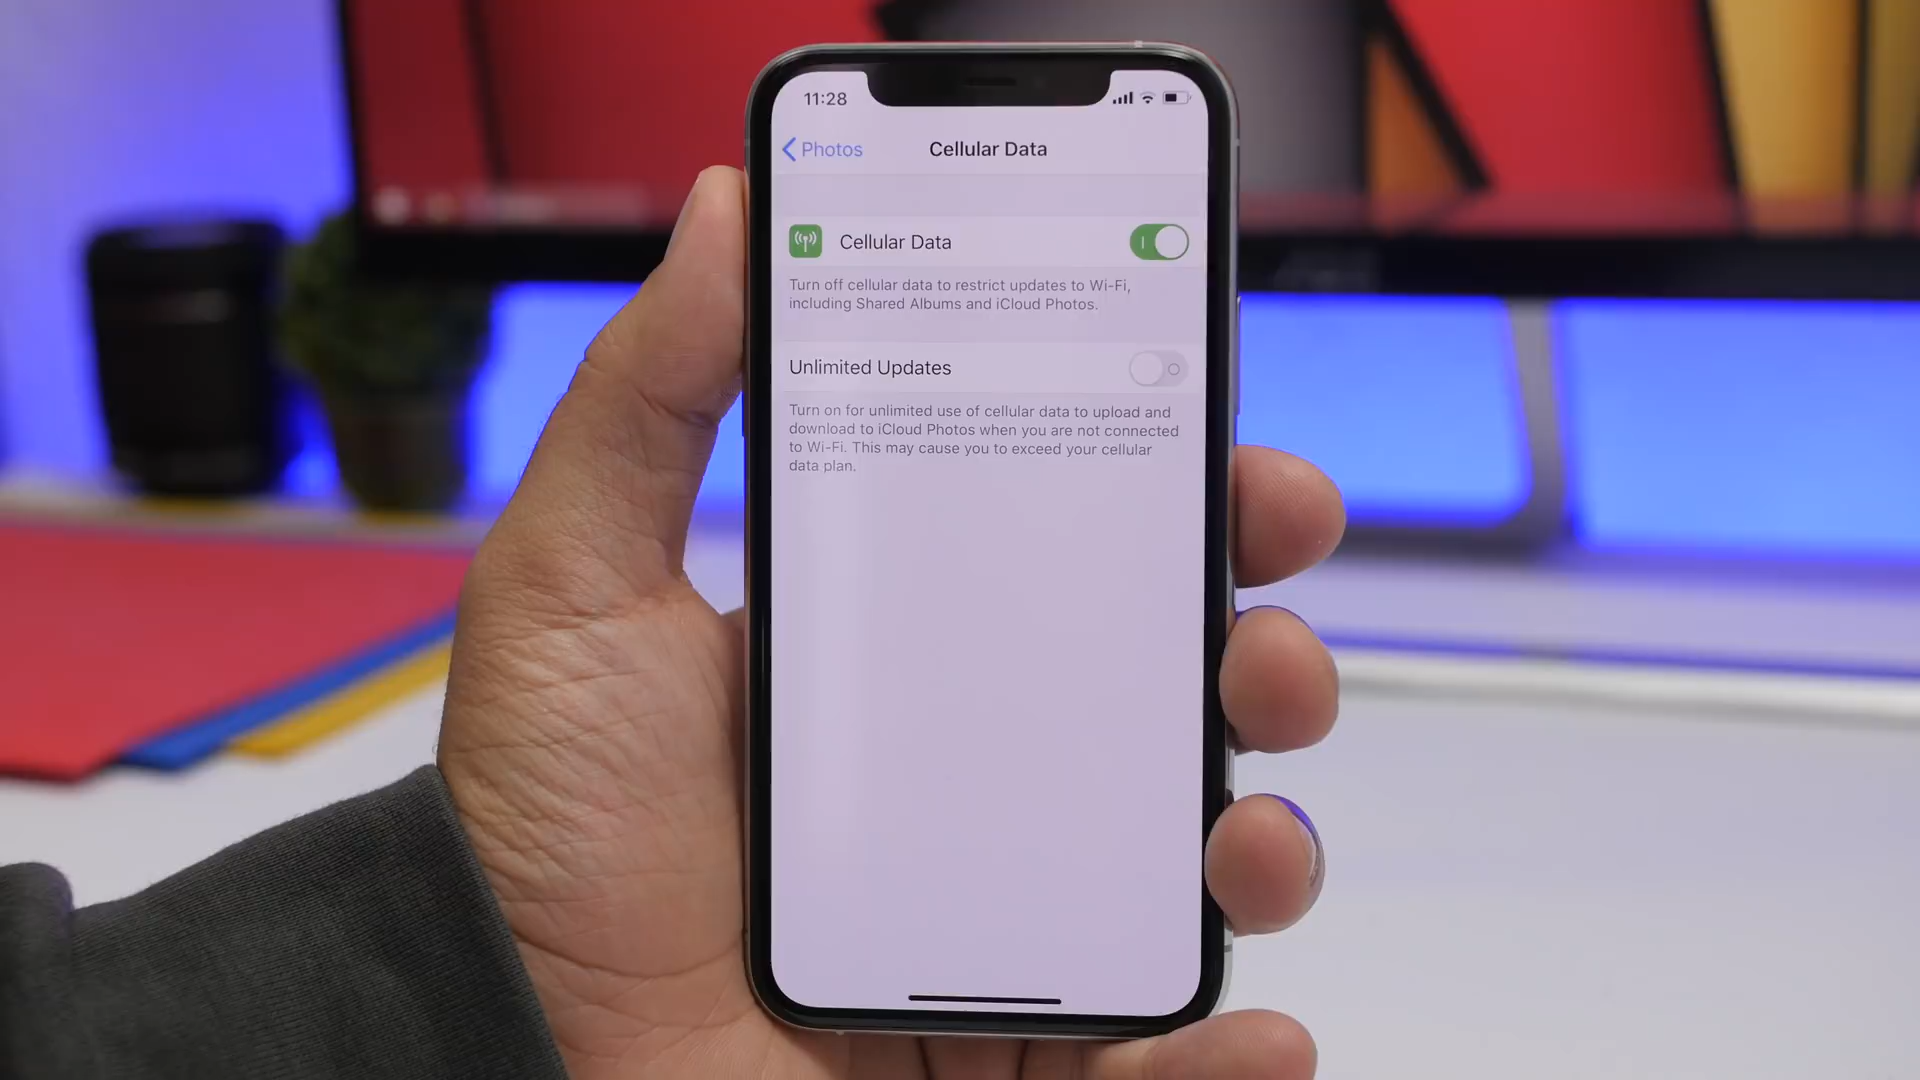 11:28
Photos
Cellular Data
Cellular Data
Turn off cellular data to restrict updates to Wi-Fi,
including Shared Albums and iCloud Photos.
Unlimited Updates
Turn on for unlimited use of cellular data to upload and
download to iCloud Photos when you are not connected
to Wi-Fi. This may cause you to exceed your cellular
data plan.